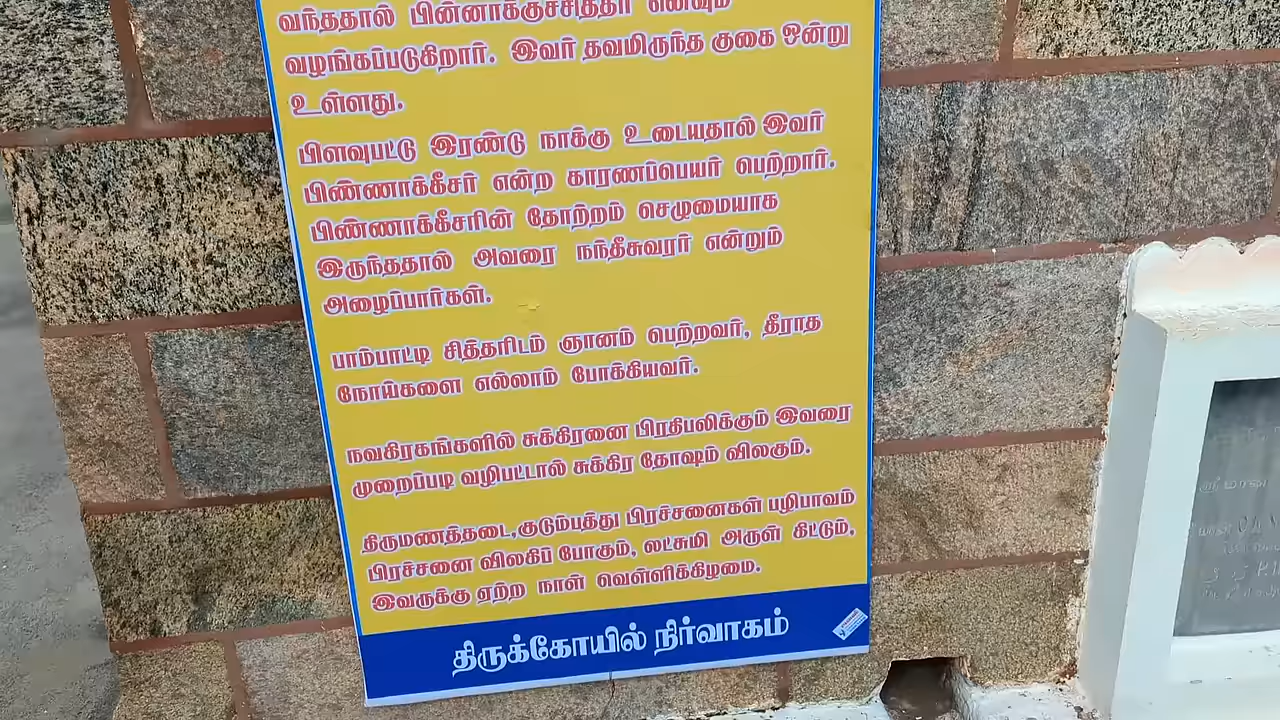 வந்ததால் பின்னாக்குச்சித்தர் எனவும்
வழங்கப்படுகிறார். இவர் தவமிருந்த குகை ஒன்று
உள்ளது.
பிளவுபட்டு இரண்டு நாக்கு உடையதால் இவர்
பிண்ணாக்கீசர் என்ற காரணப்பெயர் பெற்றார்.
பிண்ணாக்கீசரின் தோற்றம் செழுமையாக
இருந்ததால் அவரை நந்தீசுவரர் என்றும்
அழைப்பார்கள்.
பாம்பாட்டி சித்தரிடம் ஞானம் பெற்றவர், தீராத
நோய்களை எல்லாம் போக்கியவர்.
நவகிரகங்களில் சுக்கிரனை பிரதிபலிக்கும் இவரை
முறைப்படி வழிபட்டால் சுக்கிர தோஷம் விலகும்.
திருமணத்தடை,குடும்பத்து பிரச்சனைகள் பழிபாவம்
பிரச்சனை விலகிப் போகும், லட்சுமி அருள் கிட்டும்,
இவருக்கு ஏற்ற நாள் வெள்ளிக்கிழமை.
திருக்கோயில் நிர்வாகம்